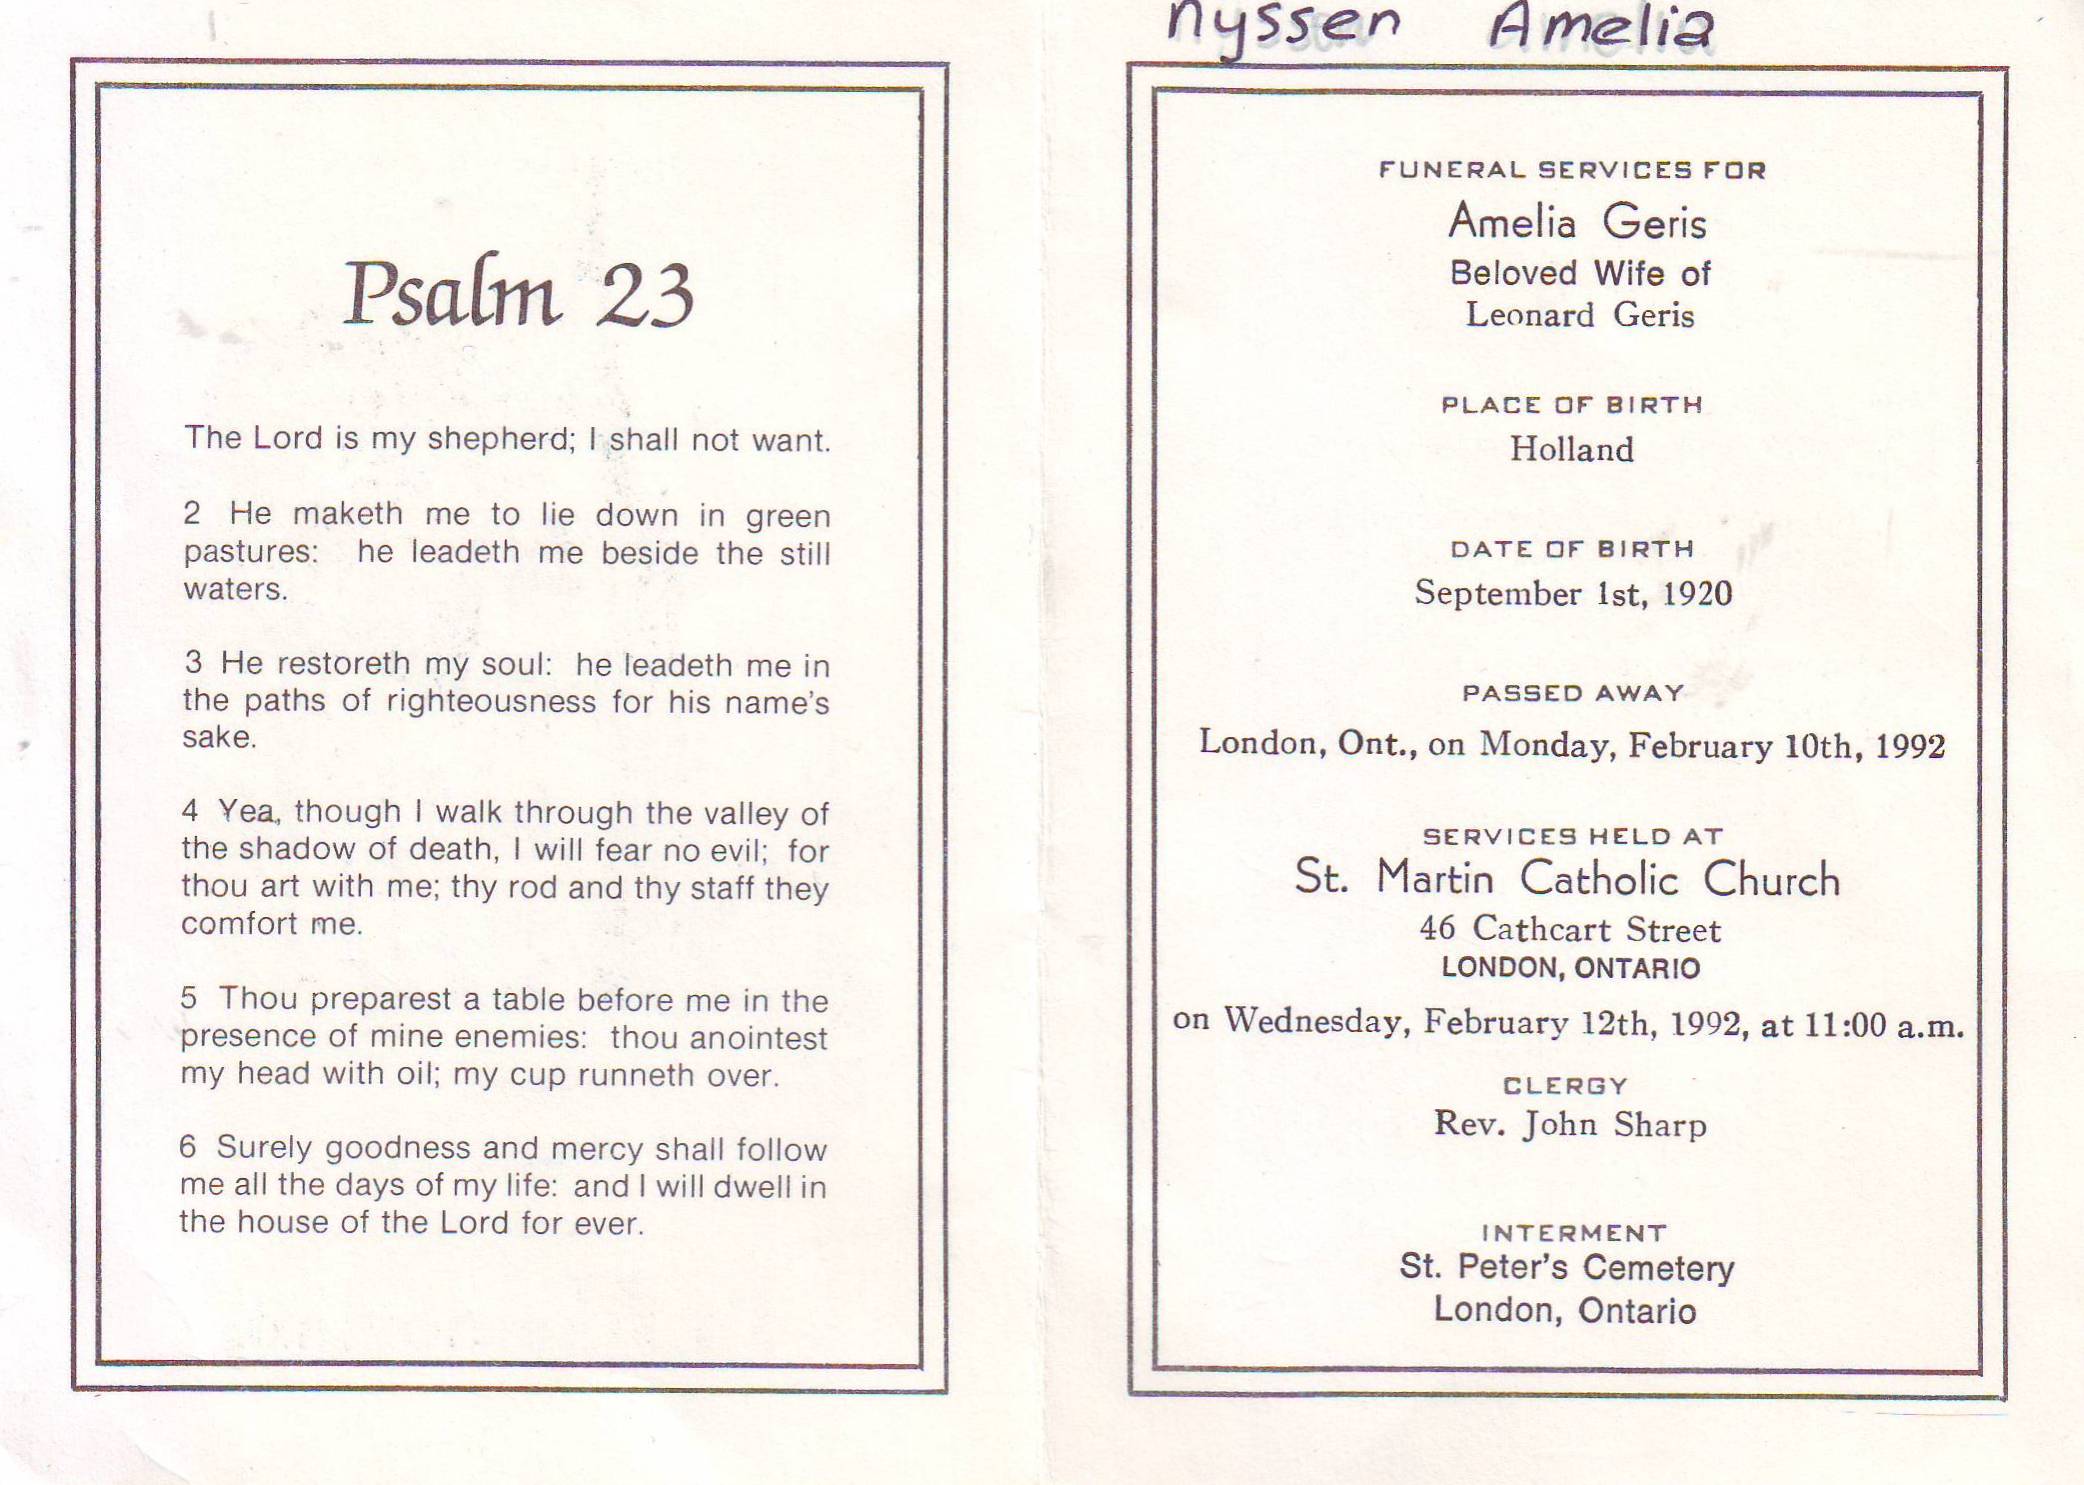 nyssen Amelia
Psalm 23
The Lord is my shepherd; I shall not want.
2 He maketh me to lie down in green
pastures: he leadeth me beside the still
waters.
3 He restoreth my soul: he leadeth me in
the paths of righteousness for his name's
sake.
4 Yea, though I walk through the valley of
the shadow of death, I will fear no evil; for
thou art with me; thy rod and thy staff they
comfort me.
5 Thou preparest a table before me in the
presence of mine enemies: thou anointest
my head with oil; my cup runneth over.
6 Surely goodness and mercy shall follow
me all the days of my life: and I will dwell in
the house of the Lord for ever.
FUNERAL SERVICES FOR
Amelia Geris
Beloved Wife of
Leonard Geris
PLACE OF BIRTH
Holland
DATE OF BIRTH
September 1st, 1920
PASSED AWAY
London, Ont., on Monday, February 10th, 1992
SERVICES HELD AT
St. Martin Catholic Church
46 Cathcart Street
LONDON, ONTARIO
on Wednesday, February 12th, 1992, at 11:00 a.m.
CLERGY
Rev. John Sharp
INTERMENT
St. Peter's Cemetery
London, Ontario